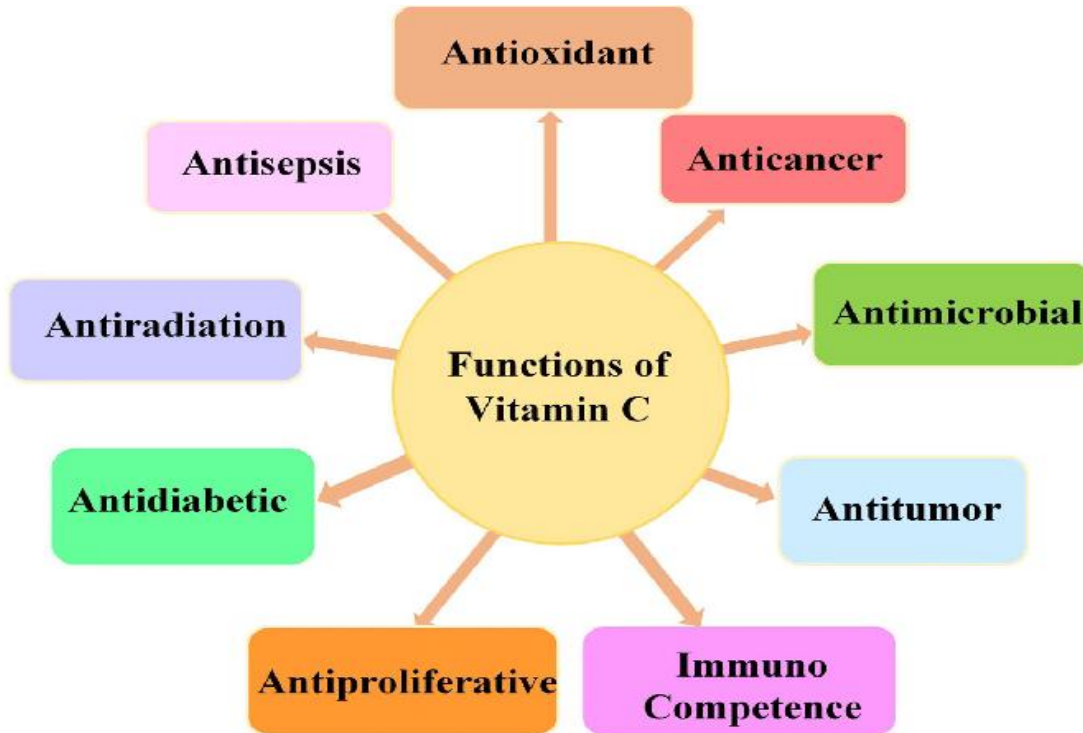 Antioxidant
Anticancer
Antisepsis
Antimicrobial
Antiradiation
Functions of
Vitamin C
Antidiabetic
Antitumor
Antiproliferative
Immuno
Competence